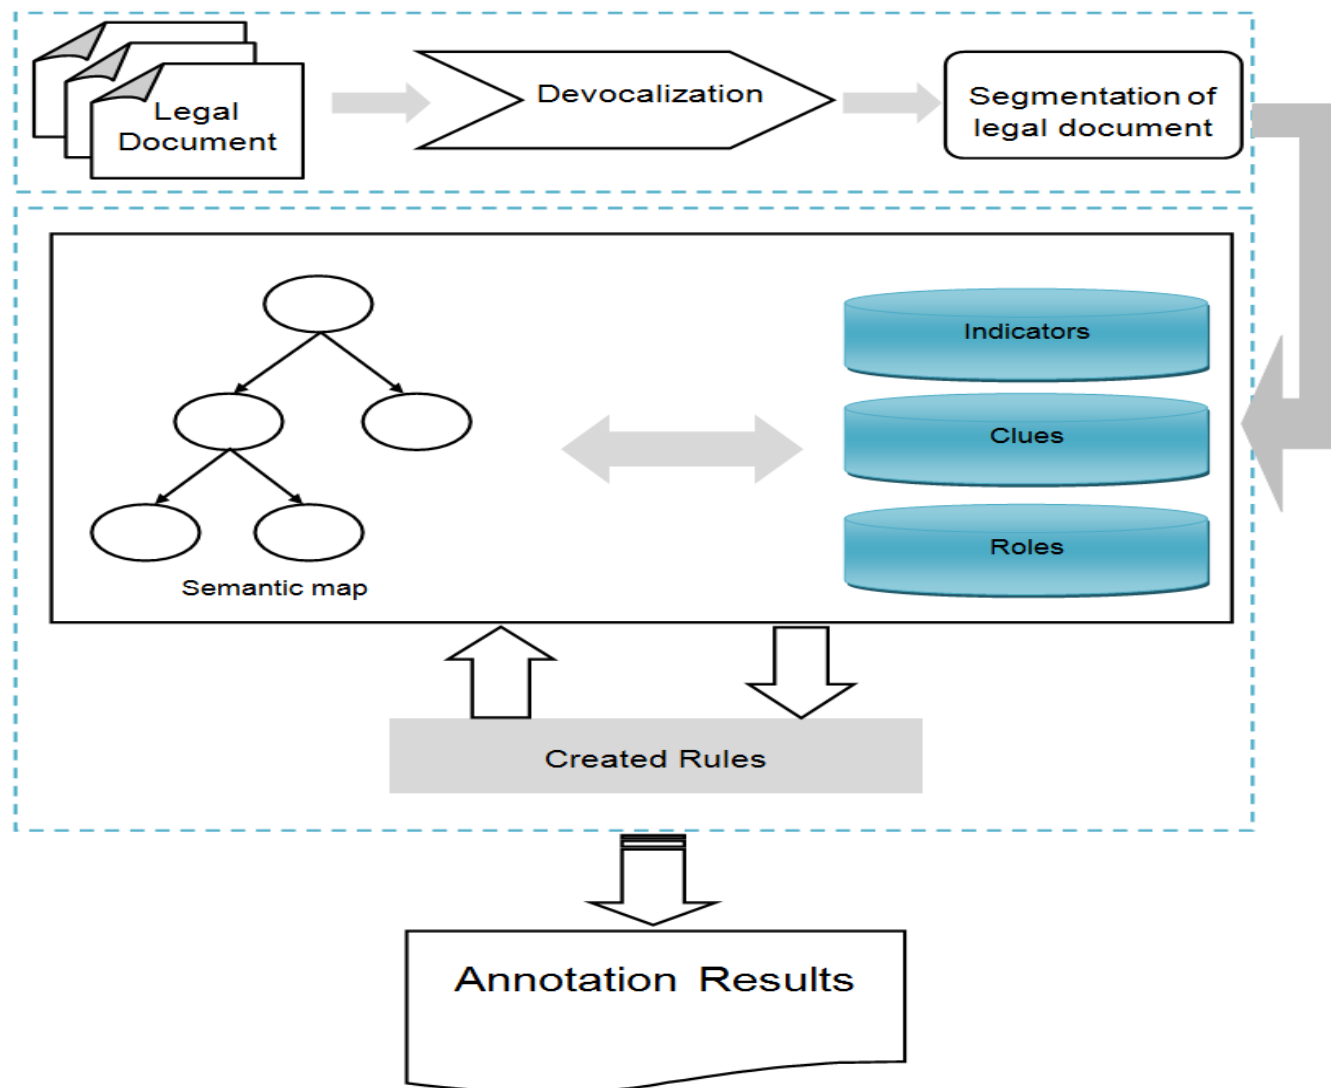 Legal
Document
Devocalization
Segmentation of
legal document
Indicators
Clues
Roles
Semantic map
Created Rules
Annotation Results